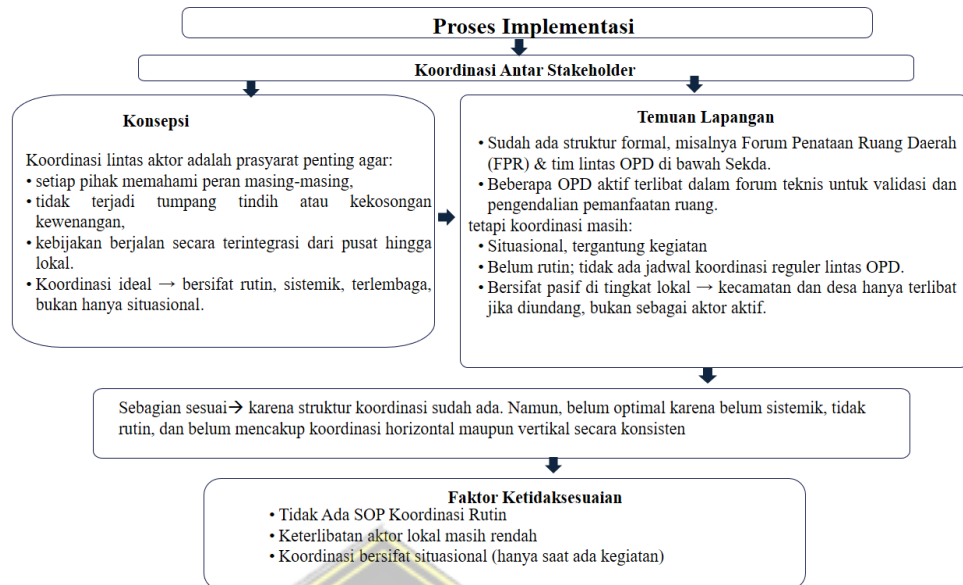 Proses Implementasi
Koordinasi Antar Stakeholder
Konsepsi
Koordinasi lintas aktor adalah prasyarat penting agar:
• setiap pihak memahami peran masing-masing,
• tidak terjadi tumpang tindih atau kekosongan
kewenangan,
• kebijakan berjalan secara terintegrasi dari pusat hingga
lokal.
• Koordinasi ideal → bersifat rutin, sistemik, terlembaga,
bukan hanya situasional.
Temuan Lapangan
• Sudah ada struktur formal, misalnya Forum Penataan Ruang Daerah
(FPR) & tim lintas OPD di bawah Sekda.
• Beberapa OPD aktif terlibat dalam forum teknis untuk validasi dan
pengendalian pemanfaatan ruang.
tetapi koordinasi masih:
• Situasional, tergantung kegiatan
• Belum rutin; tidak ada jadwal koordinasi reguler lintas OPD.
• Bersifat pasif di tingkat lokal → kecamatan dan desa hanya terlibat
jika diundang, bukan sebagai aktor aktif.
Sebagian sesuai→ karena struktur koordinasi sudah ada. Namun, belum optimal karena belum sistemik, tidak
rutin, dan belum mencakup koordinasi horizontal maupun vertikal secara konsisten
Faktor Ketidaksesuaian
• Tidak Ada SOP Koordinasi Rutin
• Keterlibatan aktor lokal masih rendah
• Koordinasi bersifat situasional (hanya saat ada kegiatan)